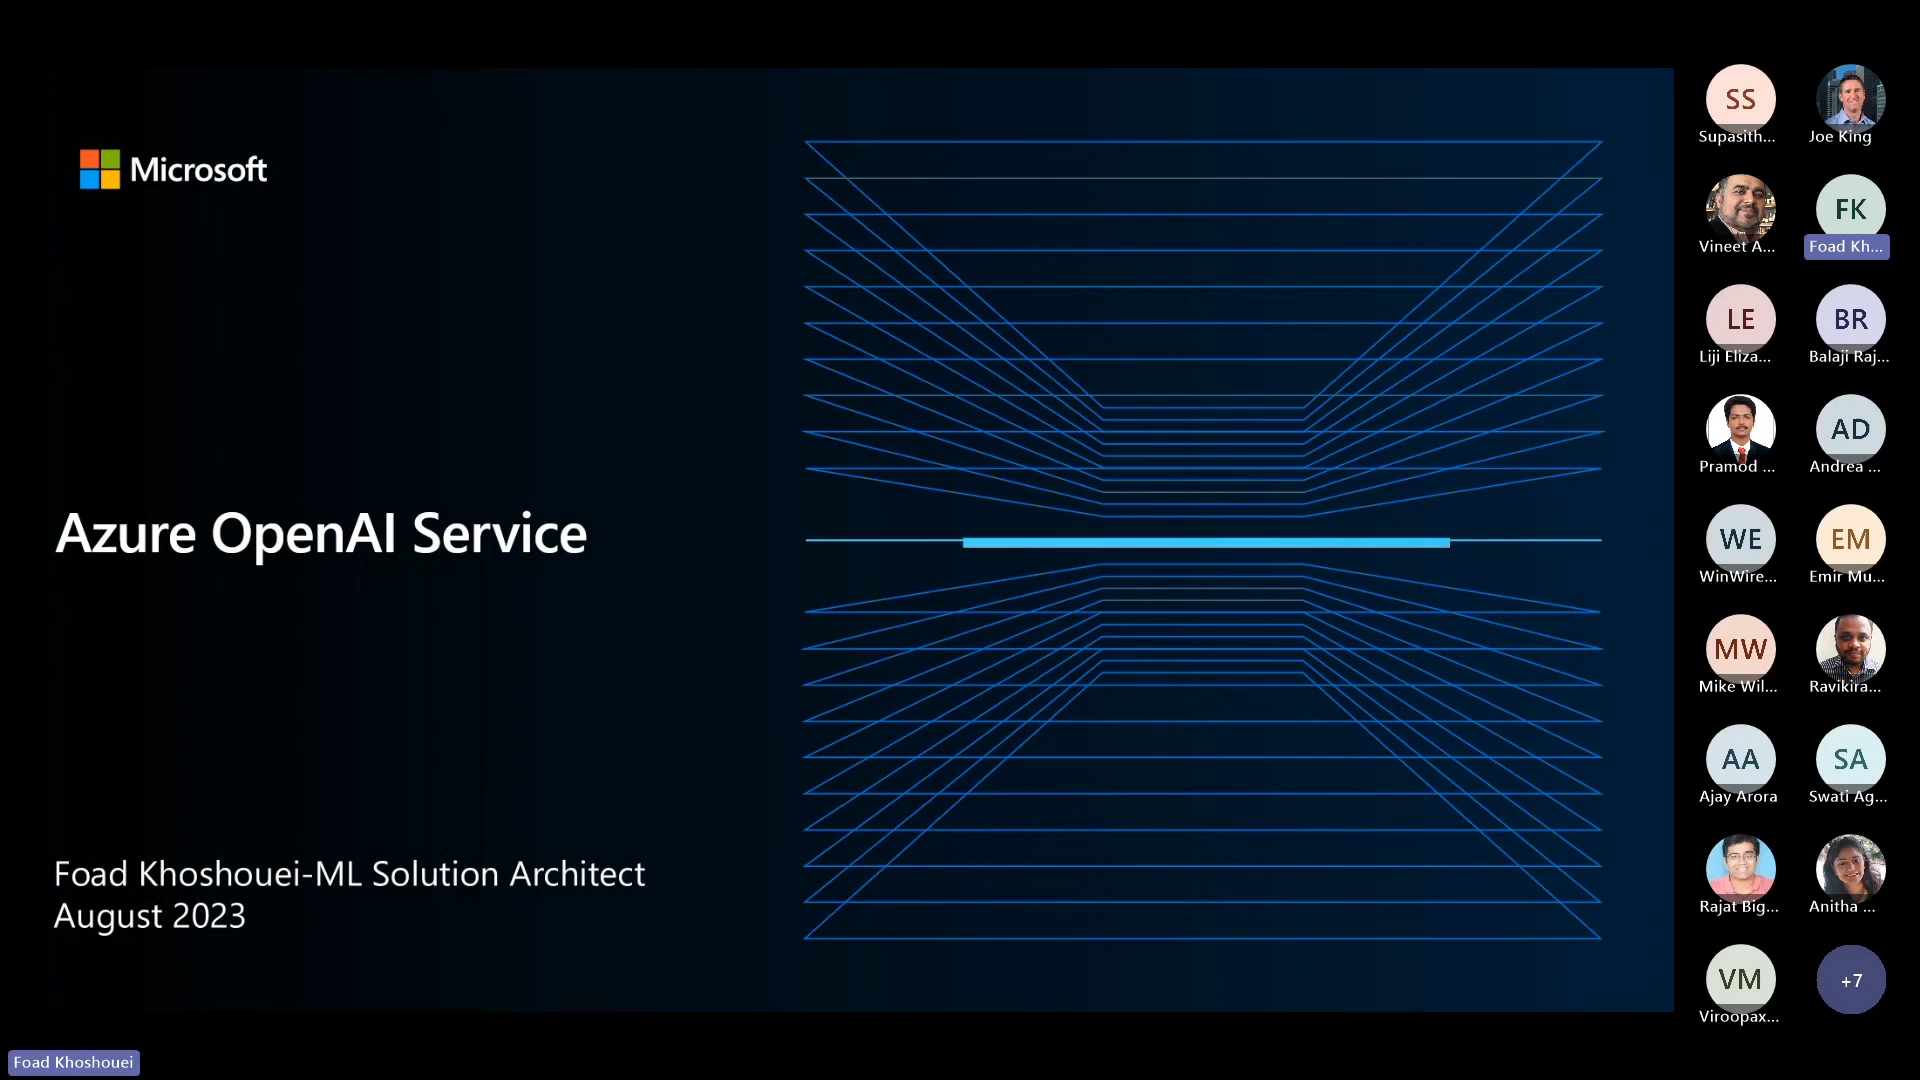 Microsoft
Azure OpenAI Service
Foad Khoshouei-ML Solution Architect
August 2023
SS
Supasith...
Joe King
Vineet A...
FK
Foad Kh...
LE
Liji Eliza...
BR
Balaji Raj...
Pramod ...
AD
Andrea ...
WE
WinWire...
EM
Emir Mu...
MW
Mike Wil...
Ravikira...
AA
Ajay Arora
SA
Swati Ag...
Rajat Big...
Anitha ...
VM
Viroopax...
+7
Foad Khoshouei